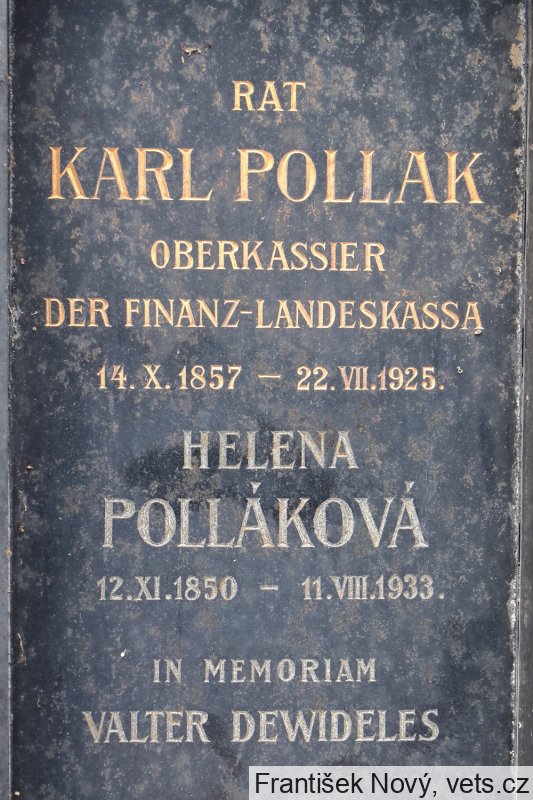 RAT
KARL POLLAK
OBERKASSIER
DER FINANZ-LANDESKASSA
14. X. 1857 – 22. VII. 1925.
HELENA
POLLÁKOVÁ
12. XI. 1850 – 11. VIII. 1933.
IN MEMORIAM
VALTER DEWIDELES
František Nový, vets.cz